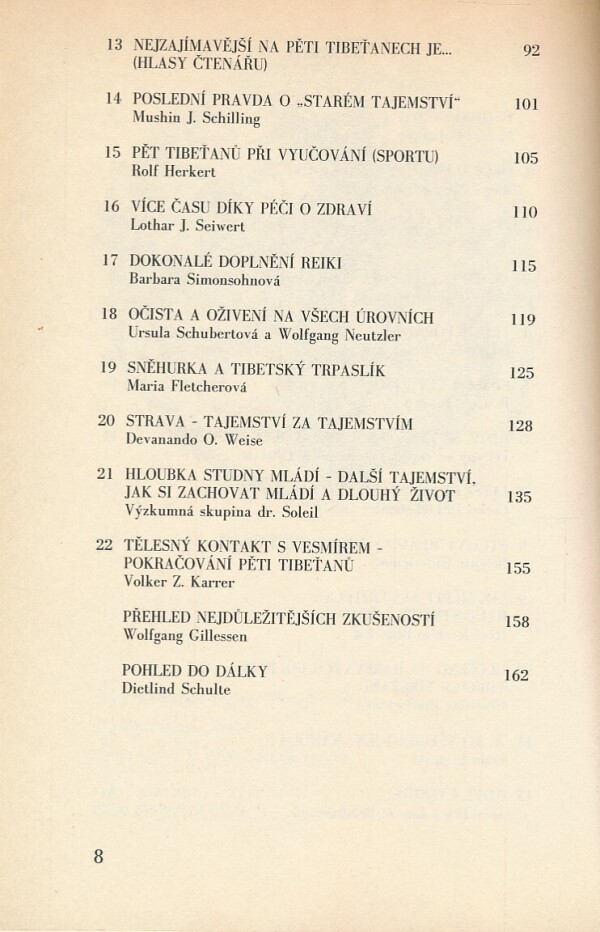 13 NEJZAJÍMAVĚJŠÍ NA PĚTI TIBEŤANECH JE... 92
(HLASY ČTENÁŘU)
14 POSLEDNÍ PRAVDA O „STARÉM TAJEMSTVÍ“ 101
Mushin J. Schilling
15 PĚT TIBEŤANŮ PŘI VYUČOVÁNÍ (SPORTU) 105
Rolf Herkert
16 VÍCE ČASU DÍKY PÉČI O ZDRAVÍ 110
Lothar J. Seiwert
17 DOKONALÉ DOPLNĚNÍ REIKI 115
Barbara Simonsohnová
18 OČISTA A OŽIVENÍ NA VŠECH ÚROVNÍCH 119
Ursula Schubertová a Wolfgang Neutzler
19 SNĚHURKA A TIBETSKÝ TRPASLÍK 125
Maria Fletcherová
20 STRAVA - TAJEMSTVÍ ZA TAJEMSTVÍM 128
Devanando O. Weise
21 HLOUBKA STUDNY MLÁDÍ - DALŠÍ TAJEMSTVÍ,
JAK SI ZACHOVAT MLÁDÍ A DLOUHÝ ŽIVOT 135
Výzkumná skupina dr. Soleil
22 TĚLESNÝ KONTAKT S VESMÍREM -
POKRAČOVÁNÍ PĚTI TIBEŤANŮ 155
Volker Z. Karrer
PŘEHLED NEJDŮLEŽITĚJŠÍCH ZKUŠENOSTÍ 158
Wolfgang Gillessen
POHLED DO DÁLKY 162
Dietlind Schulte
8